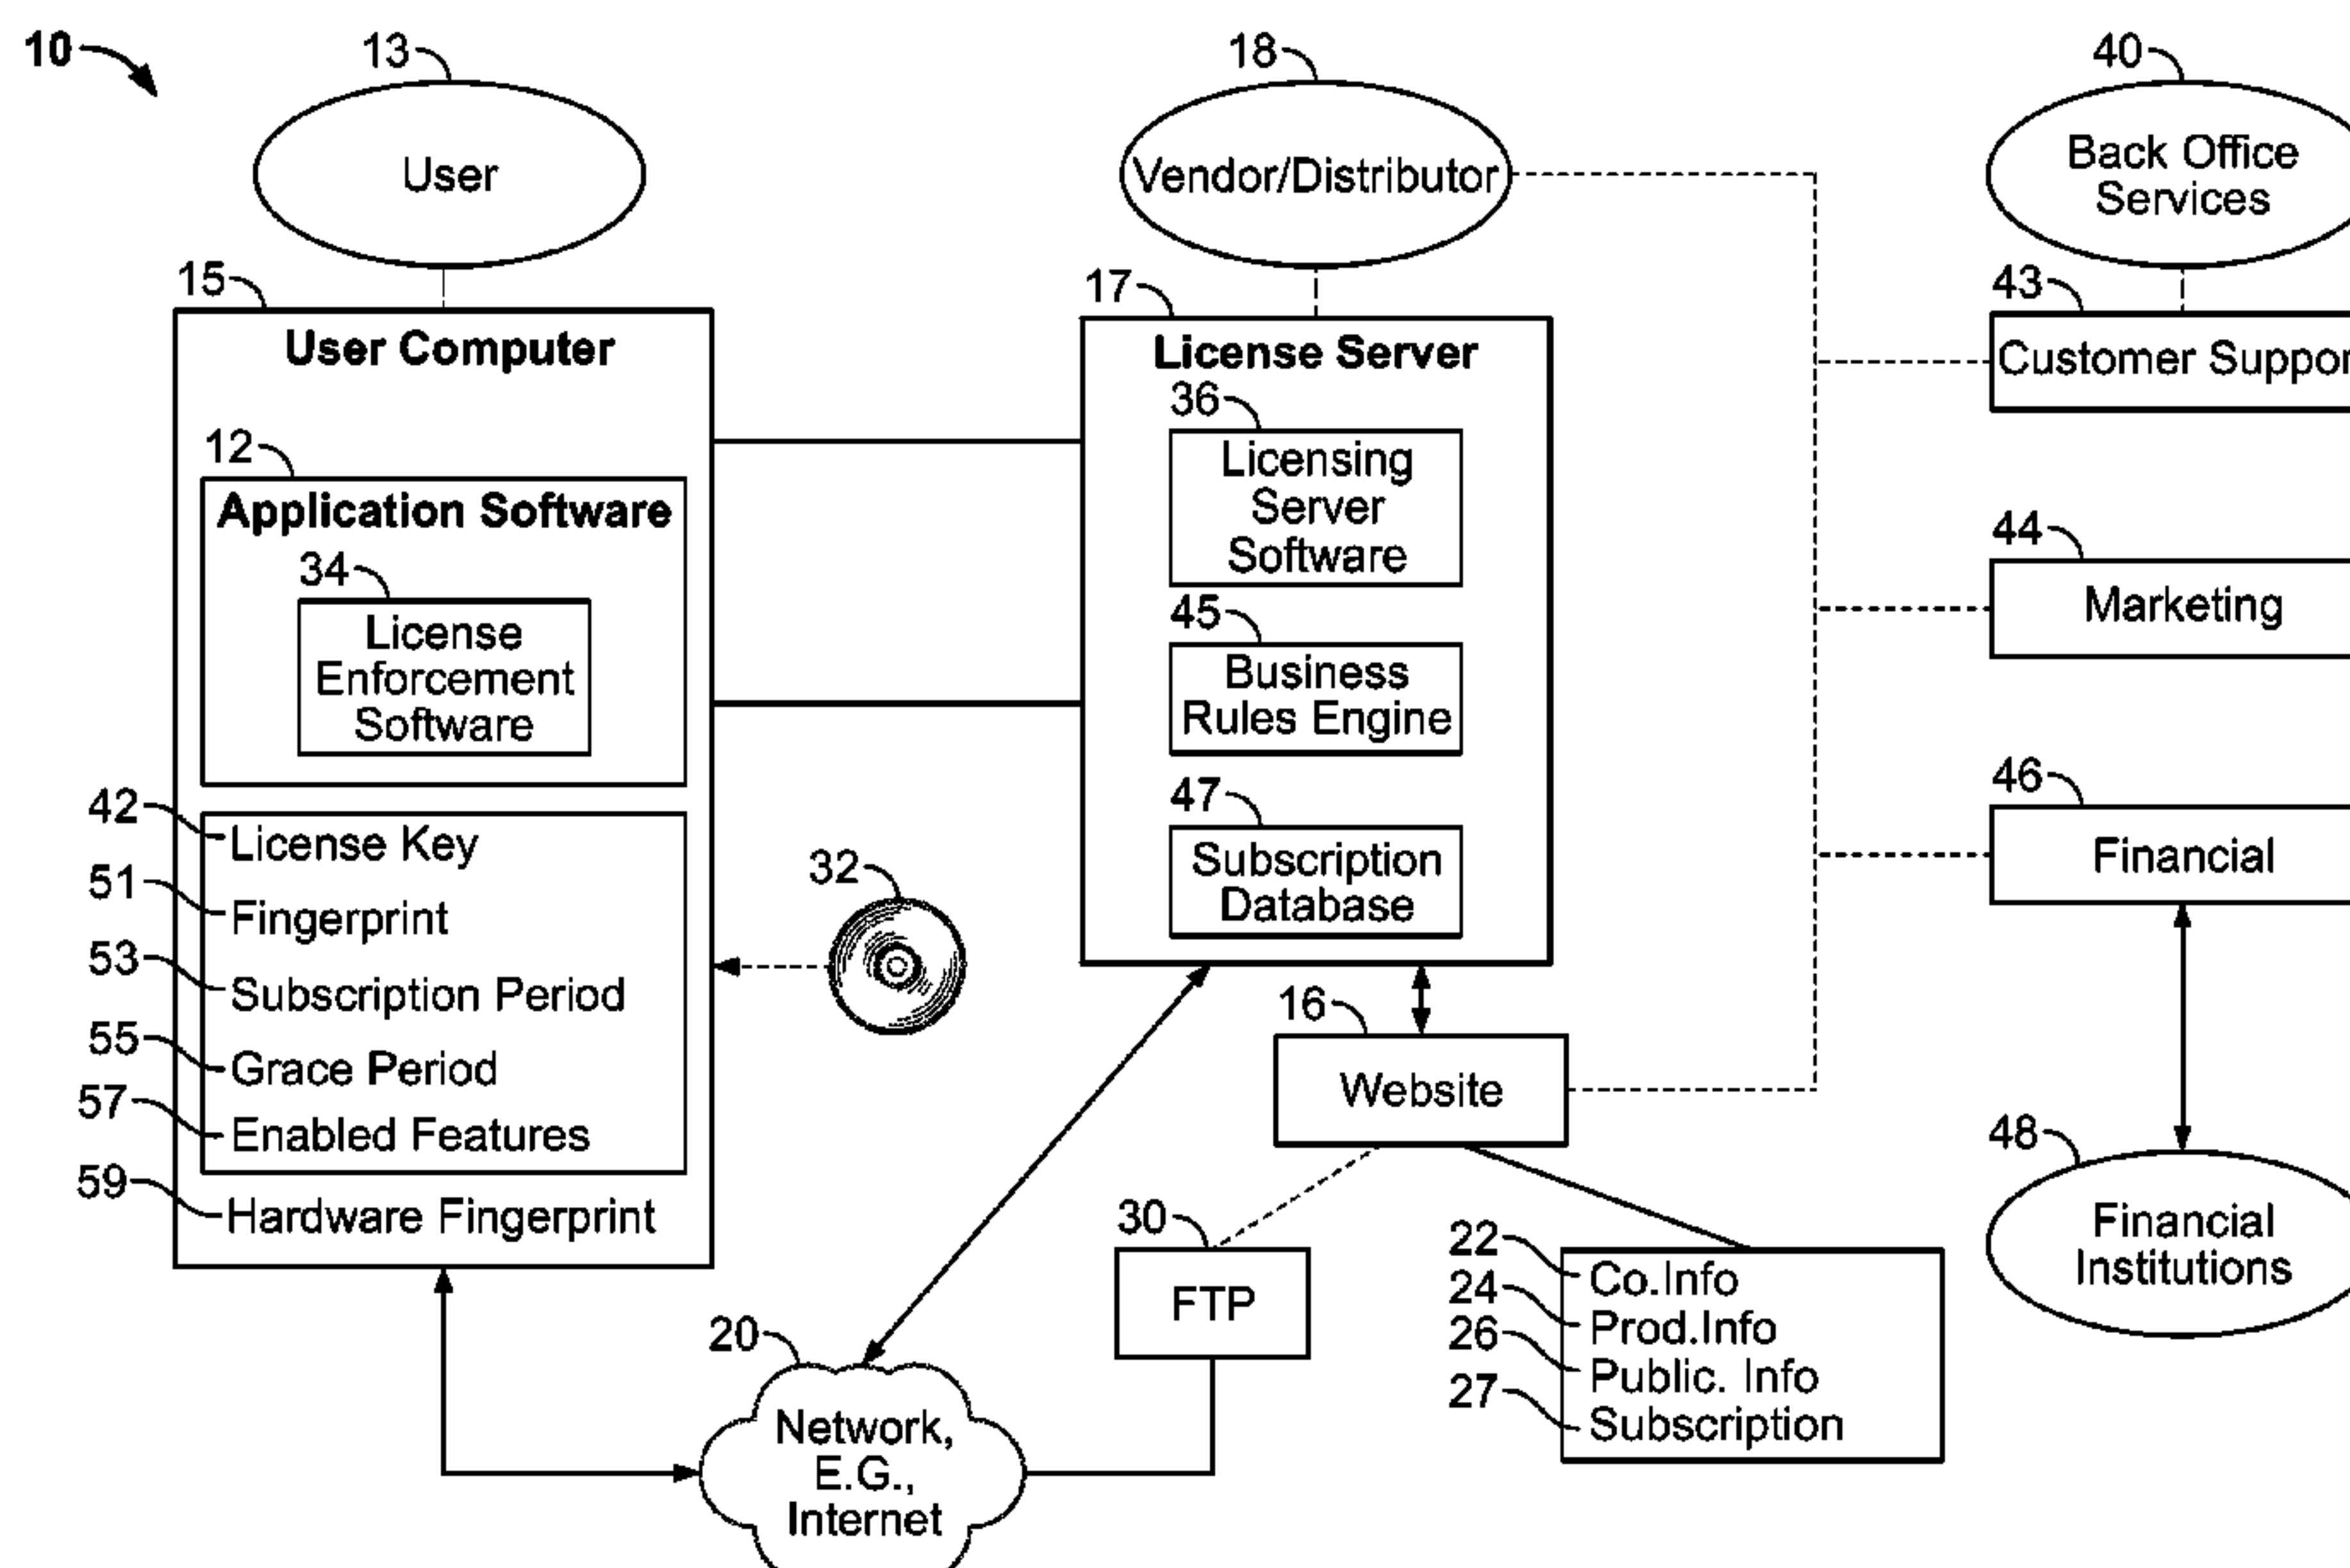 10
13
User
18
Vendor/Distributor
40
Back Office
Services
15
User Computer
12
Application Software
34
License
Enforcement
Software
42
License Key
51
Fingerprint
53
Subscription Period
55
Grace Period
57
Enabled Features
59
Hardware Fingerprint
32
17
License Server
36
Licensing
Server
Software
45
Business
Rules Engine
47
Subscription
Database
16
Website
30
FTP
20
Network,
E.G.,
Internet
22
Co.Info
24
Prod.Info
26
Public. Info
27
Subscription
43
Customer Suppor
44
Marketing
46
Financial
48
Financial
Institutions